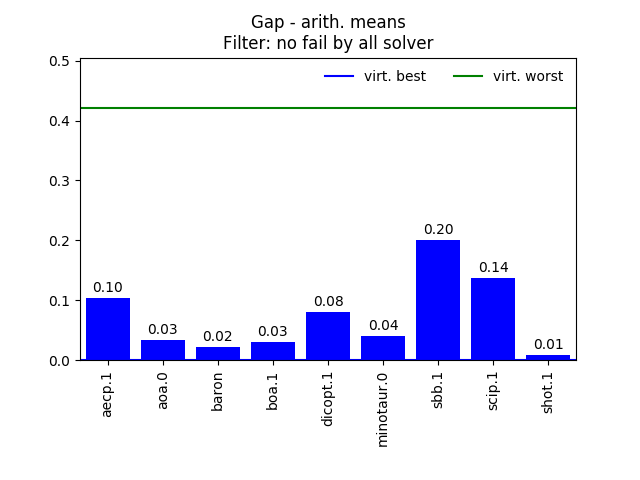 Gap - arith. means
Filter: no fail by all solver
virt. best virt. worst
0.5
0.4
0.3
0.2
0.1
0.0
0.10
0.03
0.02
0.03
0.08
0.04
0.20
0.14
0.01
aecp.1
aoa.0
baron
boa.1
dicopt.1
minotaur.0
sbb.1
scip.1
shot.1